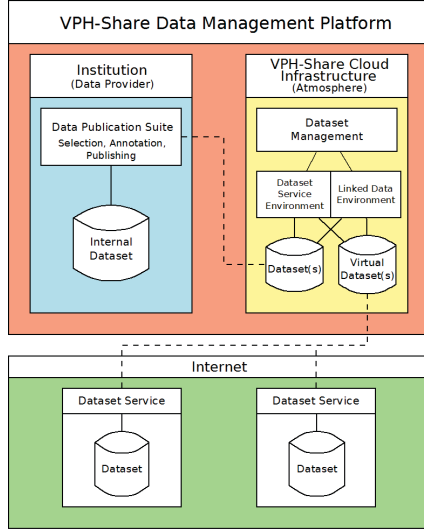 VPH-Share Data Management Platform
Institution
(Data Provider)
Data Publication Suite
Selection, Annotation,
Publishing
Internal
Dataset
VPH-Share Cloud
Infrastructure
(Atmosphere)
Dataset
Management
Dataset
Service
Environment
Linked Data
Environment
Dataset(s)
Virtual
Dataset(s)
Internet
Dataset Service
Dataset
Dataset Service
Dataset